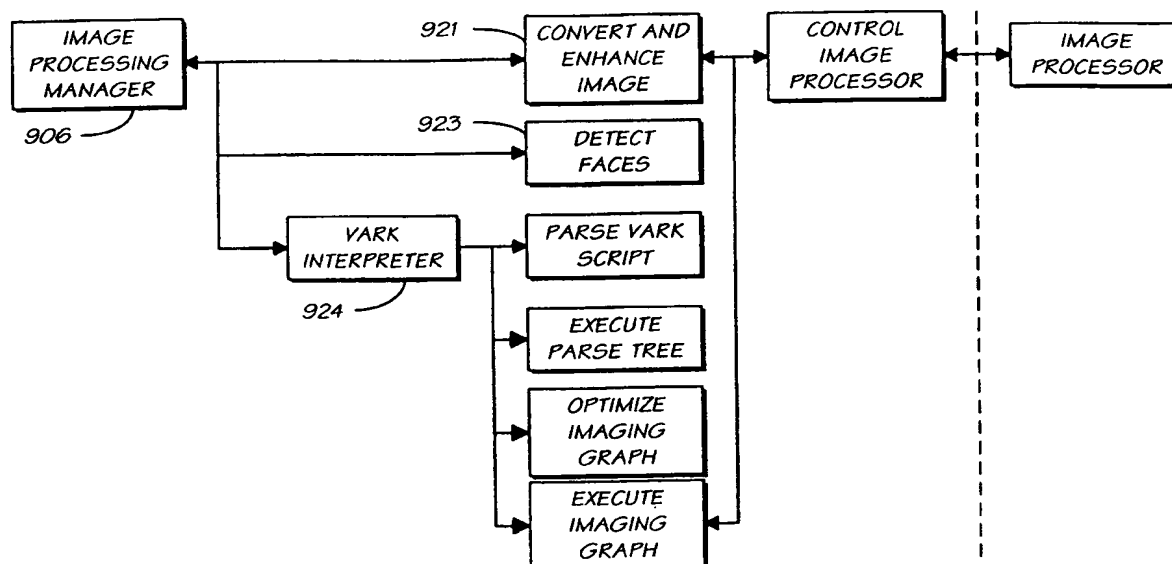 IMAGE
PROCESSING
MANAGER
906
921
CONVERT AND
ENHANCE
IMAGE
CONTROL
IMAGE
PROCESSOR
IMAGE
PROCESSOR
923
DETECT
FACES
VARK
INTERPRETER
924
PARSE VARK
SCRIPT
EXECUTE
PARSE TREE
OPTIMIZE
IMAGING
GRAPH
EXECUTE
IMAGING
GRAPH